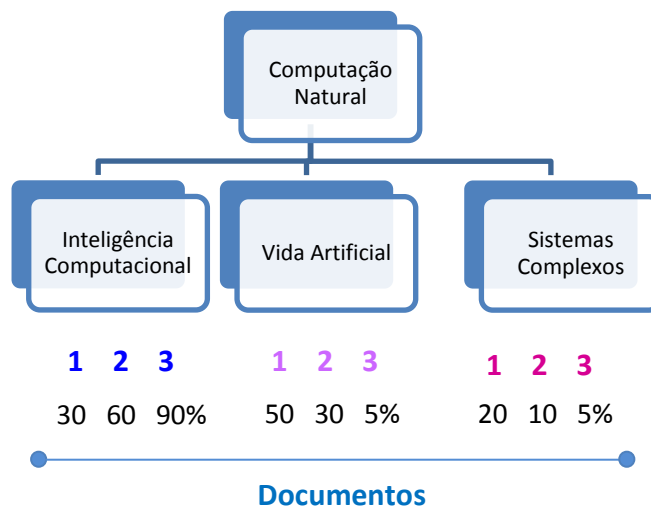 Computação
Natural
Inteligência
Computacional
Vida Artificial
Sistemas
Complexos
1 2 3
1 2 3
1 2 3
30 60 90%
50 30 5%
20 10 5%
Documentos